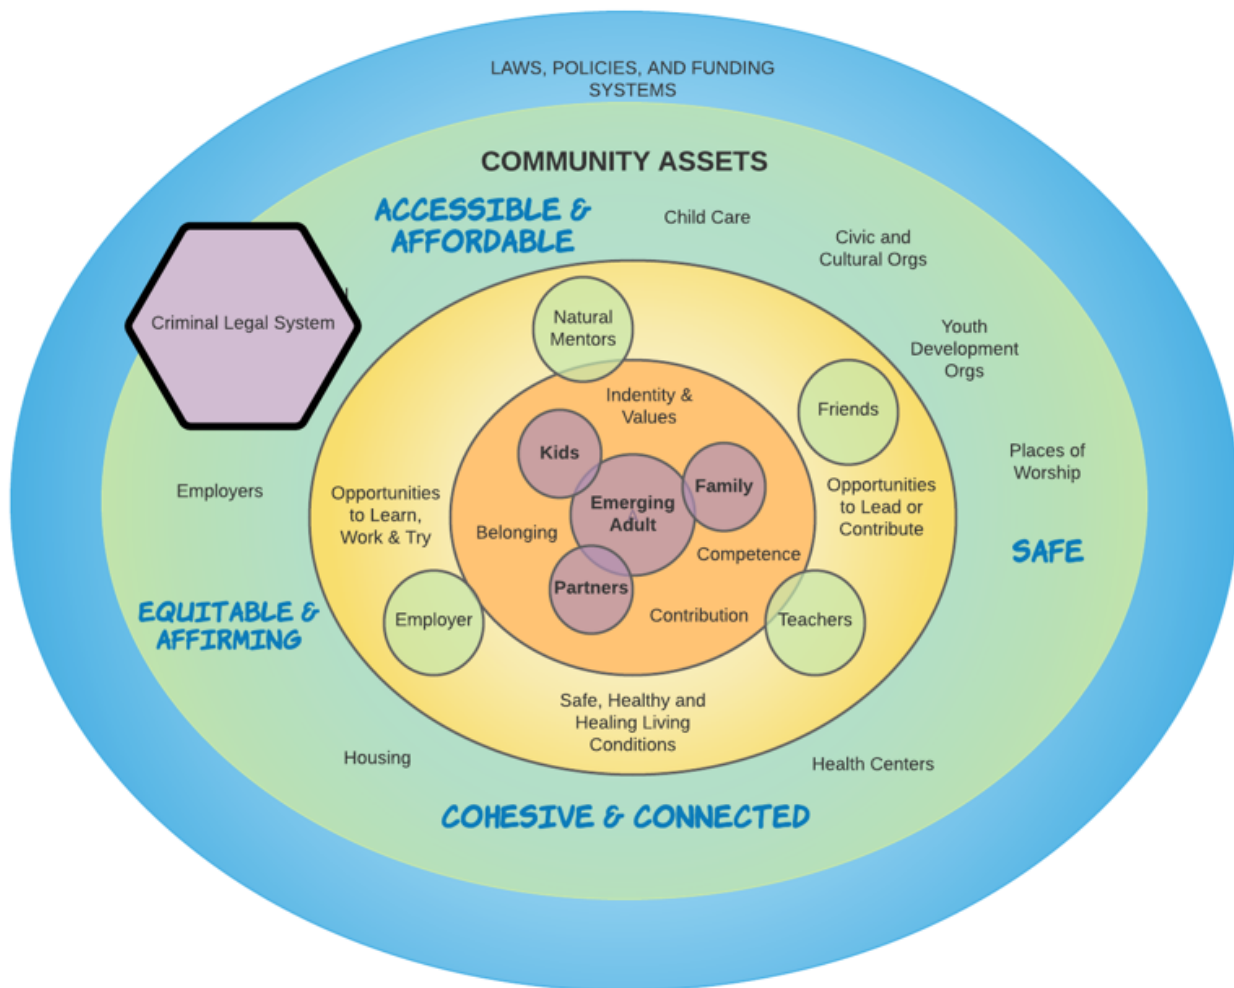 LAWS, POLICIES, AND FUNDING
SYSTEMS
COMMUNITY ASSETS
ACCESSIBLE &
AFFORDABLE
Child Care
Civic and
Cultural Orgs
Criminal Legal System
Natural
Mentors
Youth
Development
Orgs
Indentity &
Values
Friends
Kids
Places of
Worship
Family
Employers
Opportunities
to Learn,
Work & Try
Emerging
Adult
Opportunities
to Lead or
Contribute
Belonging
Competence
SAFE
Partners
EQUITABLE &
AFFIRMING
Contribution
Employer
Teachers
Safe, Healthy and
Healing Living
Conditions
Housing
Health Centers
COHESIVE & CONNECTED